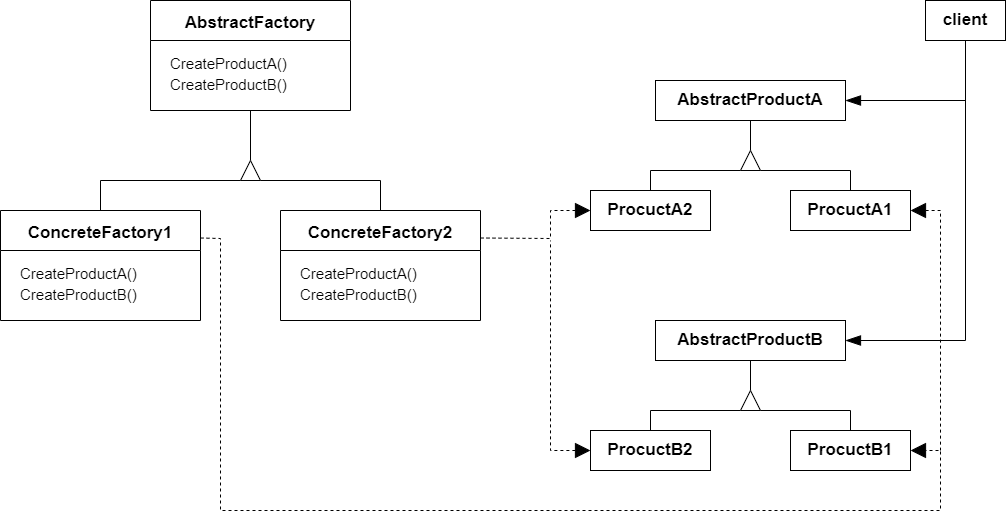 AbstractFactory
CreateProductA()
CreateProductB()
client
AbstractProductA
ProcuctA2
ProcuctA1
ConcreteFactory1
CreateProductA()
CreateProductB()
ConcreteFactory2
CreateProductA()
CreateProductB()
AbstractProductB
ProcuctB2
ProcuctB1